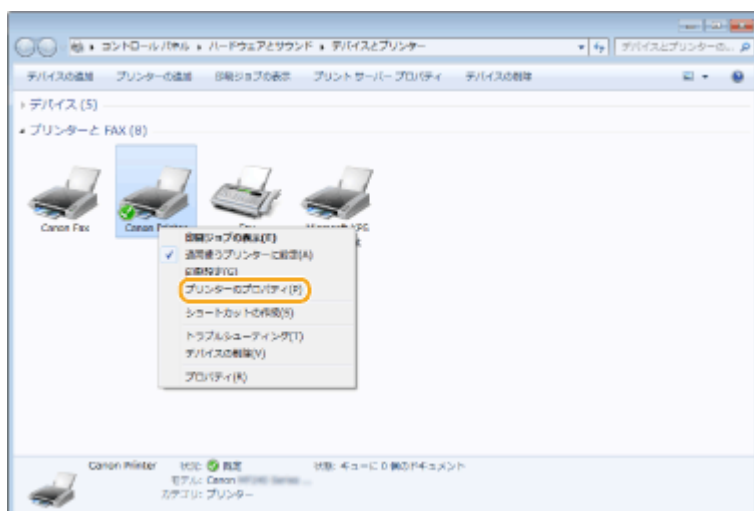 コントロール パネル ▸ ハードウェアとサウンド ▸ デバイスとプリンター
デバイスとプリンターの...
デバイスの追加 プリンターの追加 印刷ジョブの表示 プリント サーバー プロパティ デバイスの削除
デバイス (5)
プリンターと FAX (8)
Canon Fax
Canon Printer
Fax
Microsoft XPS
印刷ジョブの表示(E)
通常使うプリンターに設定(A)
印刷設定(G)
プリンターのプロパティ(P)
ショートカットの作成(S)
トラブルシューティング(T)
デバイスの削除(V)
プロパティ(R)
Canon Printer 状態: 既定 状態: キューに 0 個のドキュメント
モデル: Canon
カテゴリ: プリンター